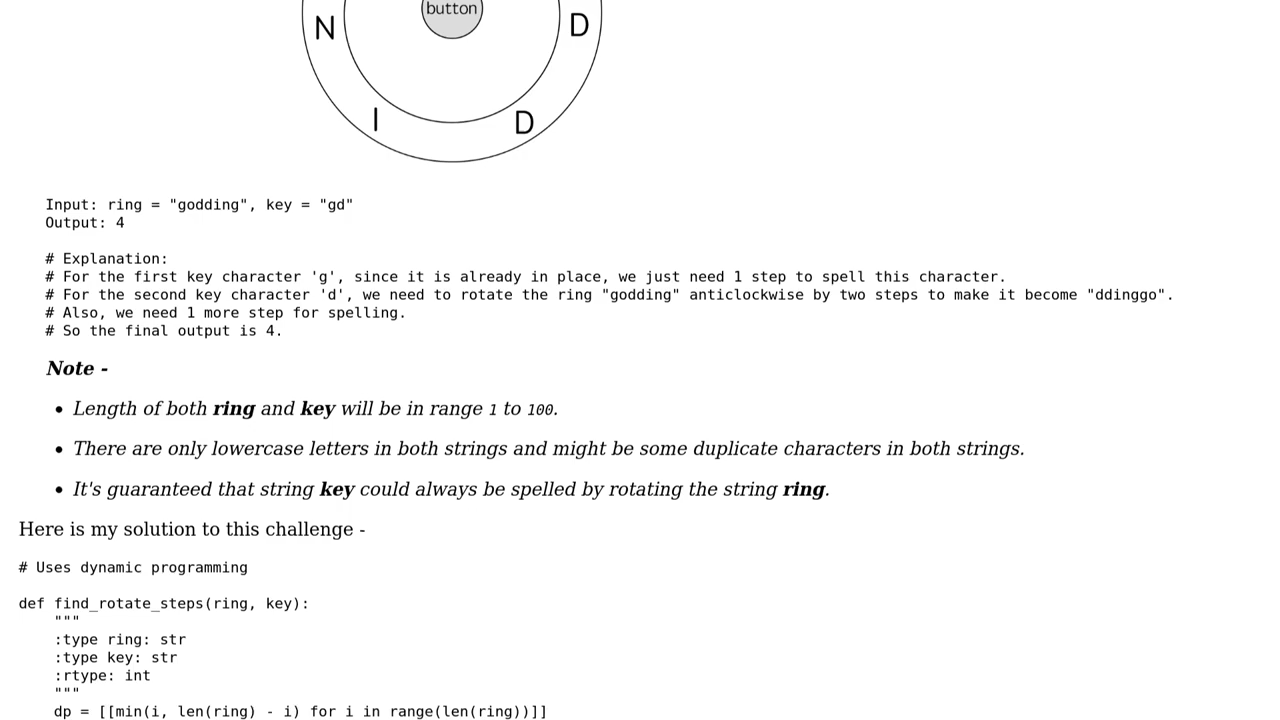 button
N
D
I
D
Input: ring = "godding", key = "gd"
Output: 4
# Explanation:
# For the first key character 'g', since it is already in place, we just need 1 step to spell this character.
# For the second key character 'd', we need to rotate the ring "godding" anticlockwise by two steps to make it become "ddinggo".
# Also, we need 1 more step for spelling.
# So the final output is 4.
Note -
• Length of both ring and key will be in range 1 to 100.
• There are only lowercase letters in both strings and might be some duplicate characters in both strings.
• It's guaranteed that string key could always be spelled by rotating the string ring.
Here is my solution to this challenge -
# Uses dynamic programming
def find_rotate_steps(ring, key):
    """
    :type ring: str
    :type key: str
    :rtype: int
    """
    dp = [[min(i, len(ring) - i) for i in range(len(ring))]]